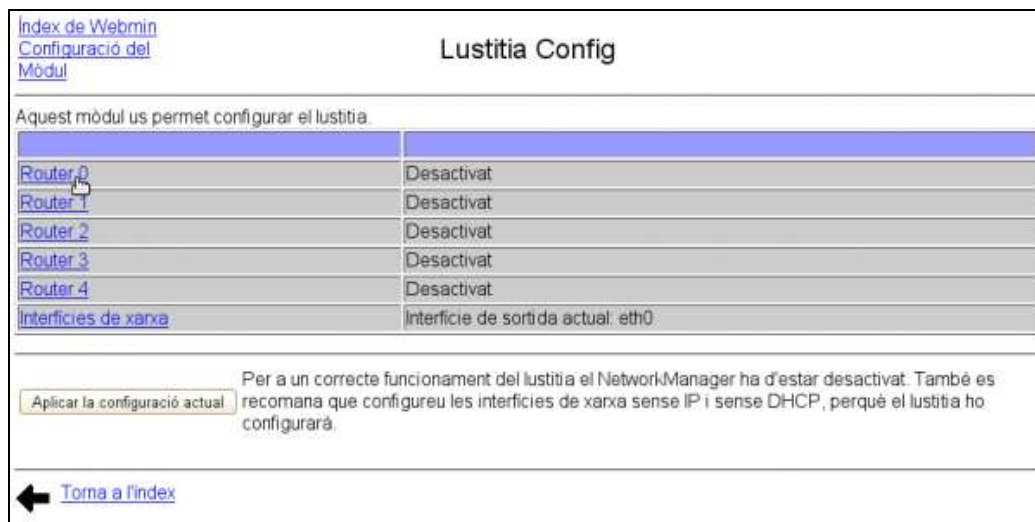 Índex de Webmin
Configuració del
Mòdul
Lustitia Config
Aquest mòdul us permet configurar el lustitia.
Router 0 Desactivat
Router 1 Desactivat
Router 2 Desactivat
Router 3 Desactivat
Router 4 Desactivat
Interfícies de xarxa Interfície de sortida actual: eth0
Per a un correcte funcionament del lustitia el NetworkManager ha d'estar desactivat. També es
Aplicar la configuració actual recomana que configureu les interfícies de xarxa sense IP i sense DHCP, perquè el lustitia ho
configurarà.
Torna a l'índex